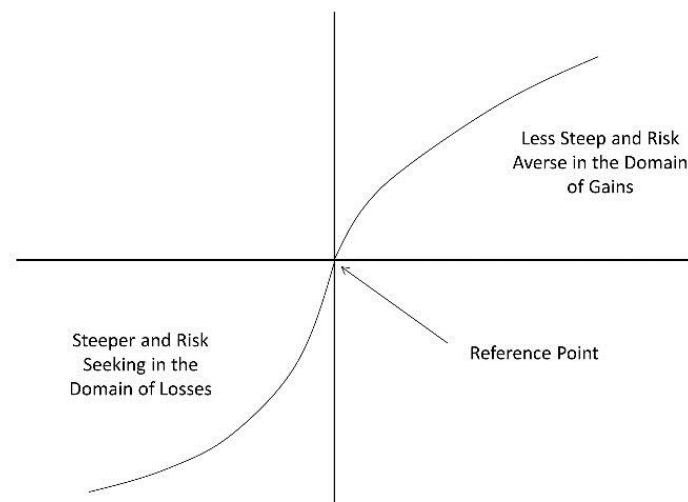 Less Steep and Risk
Averse in the Domain
of Gains
Steeper and Risk
Seeking in the
Domain of Losses
Reference Point